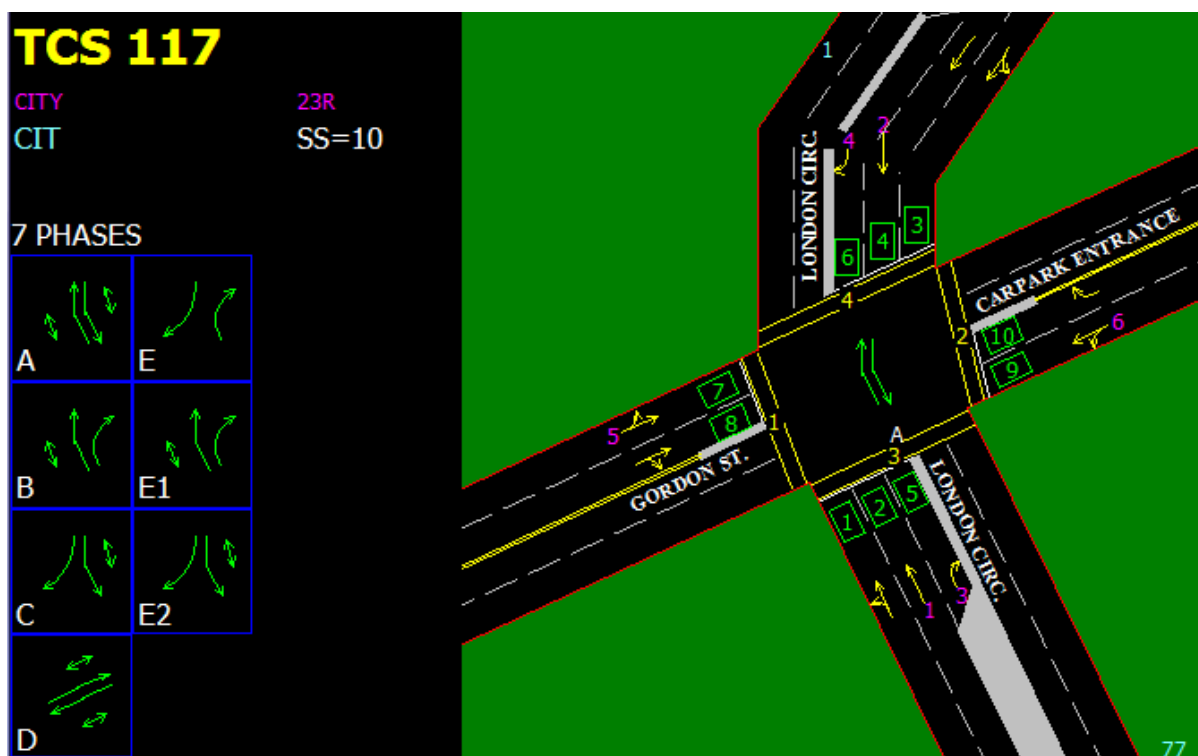 TCS 117
CITY 23R
CIT SS=10
7 PHASES
A E
B E1
C E2
D
1
LONDON CIRC.
4 2
6 4 3
4
CARPARK ENTRANCE
2 10 6
9
7
8 1
5
GORDON ST.
A
3
1 2 5
LONDON CIRC.
1 3
77